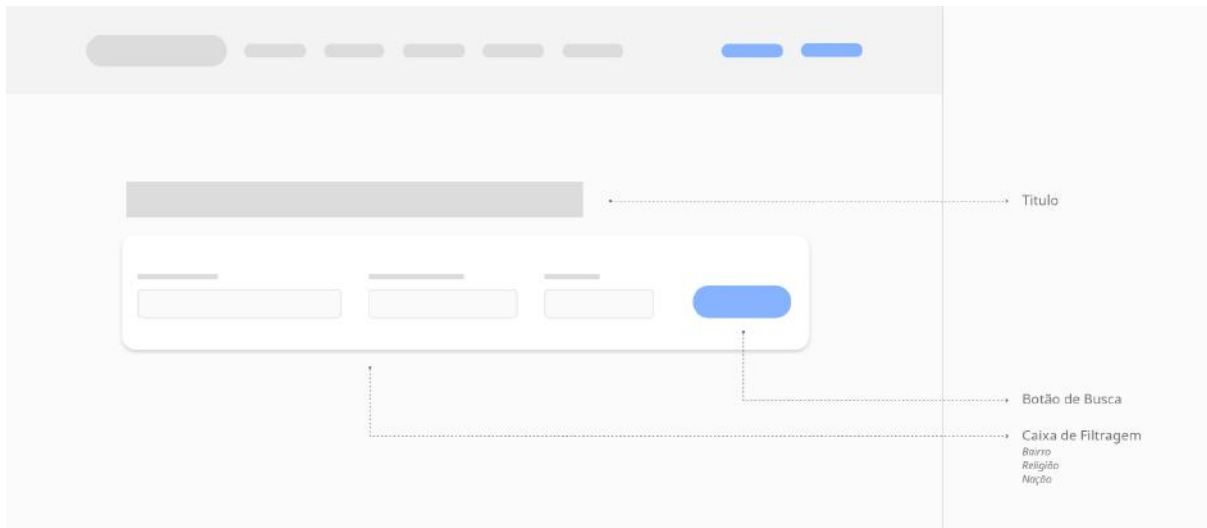 Titulo
Botão de Busca
Caixa de Filtragem
Bairro
Religião
Nação